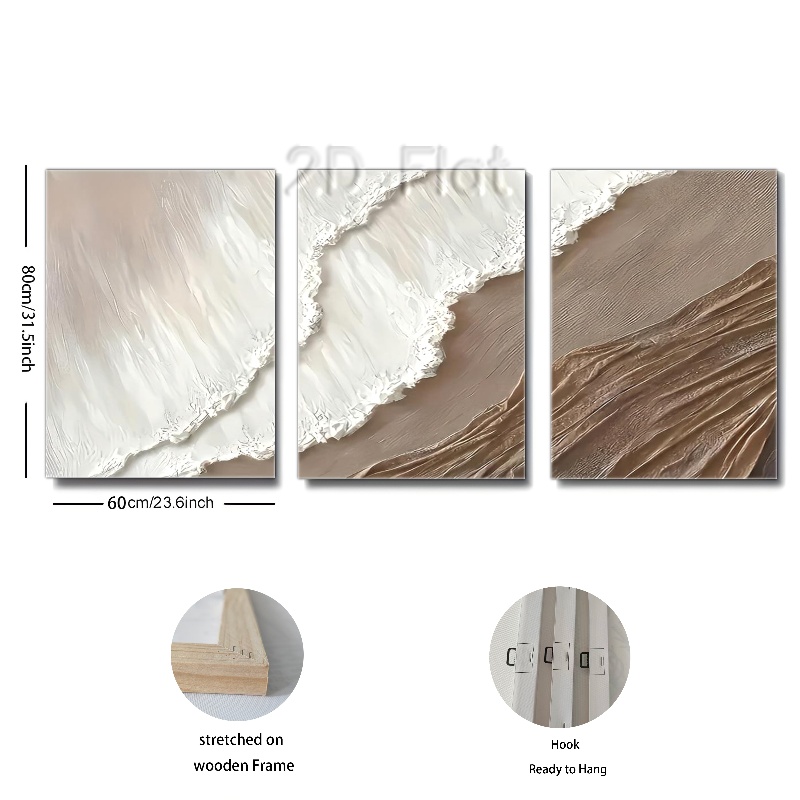 2D Flat
80cm/31.5inch
60cm/23.6inch
stretched on
wooden Frame
Hook
Ready to Hang